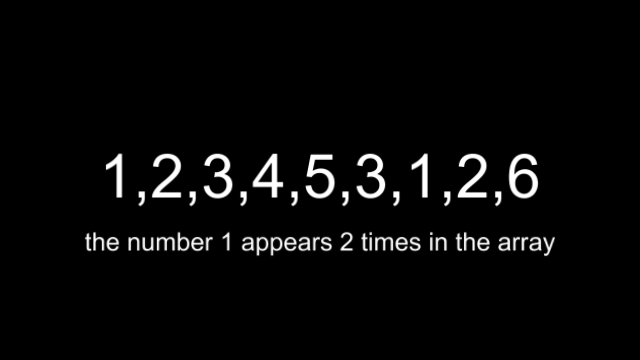 1,2,3,4,5,3,1,2,6
the number 1 appears 2 times in the array